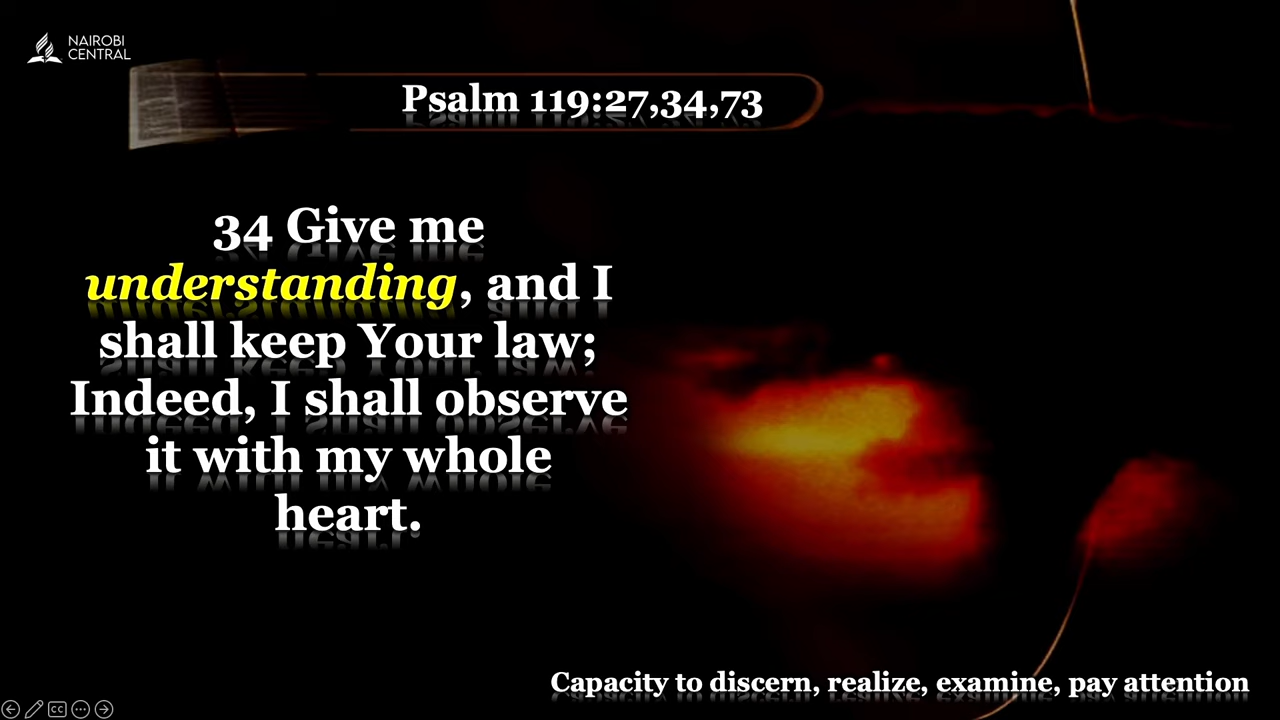 NAIROBI
CENTRAL
Psalm 119:27,34,73
34 Give me
understanding, and I
shall keep Your law;
Indeed, I shall observe
it with my whole
heart.
Capacity to discern, realize, examine, pay attention
CC